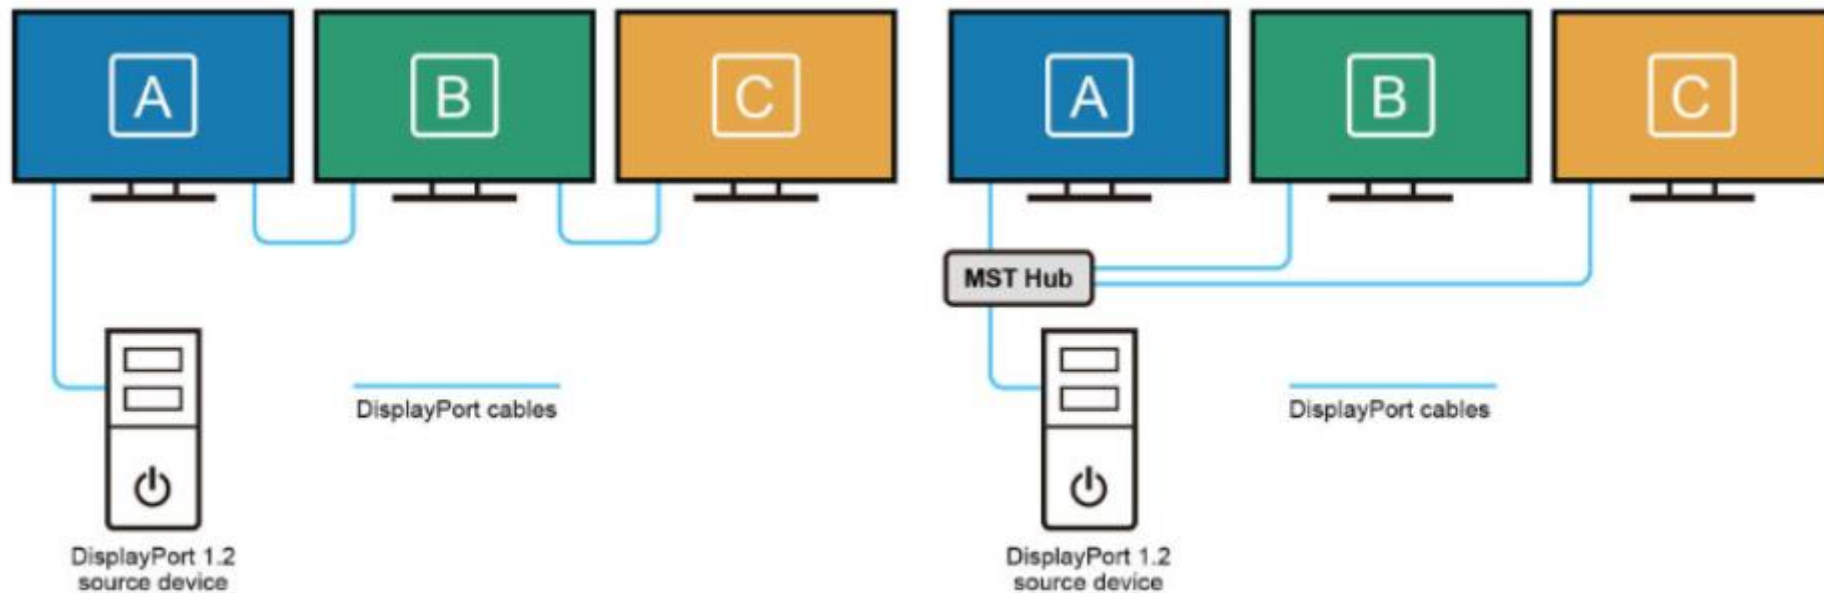 A
B
C
DisplayPort cables
DisplayPort 1.2
source device
A
B
C
MST Hub
DisplayPort cables
DisplayPort 1.2
source device